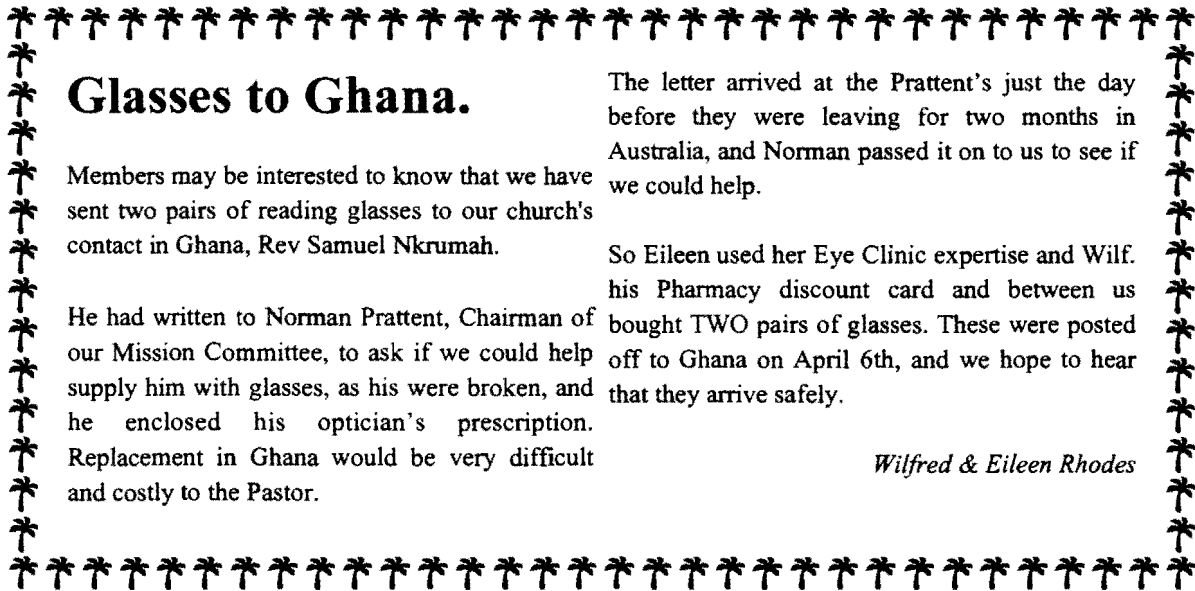 Glasses to Ghana.
Members may be interested to know that we have
sent two pairs of reading glasses to our church's
contact in Ghana, Rev Samuel Nkrumah.
He had written to Norman Prattent, Chairman of
our Mission Committee, to ask if we could help
supply him with glasses, as his were broken, and
he enclosed his optician's prescription.
Replacement in Ghana would be very difficult
and costly to the Pastor.
The letter arrived at the Prattent's just the day
before they were leaving for two months in
Australia, and Norman passed it on to us to see if
we could help.
So Eileen used her Eye Clinic expertise and Wilf.
his Pharmacy discount card and between us
bought TWO pairs of glasses. These were posted
off to Ghana on April 6th, and we hope to hear
that they arrive safely.
Wilfred & Eileen Rhodes